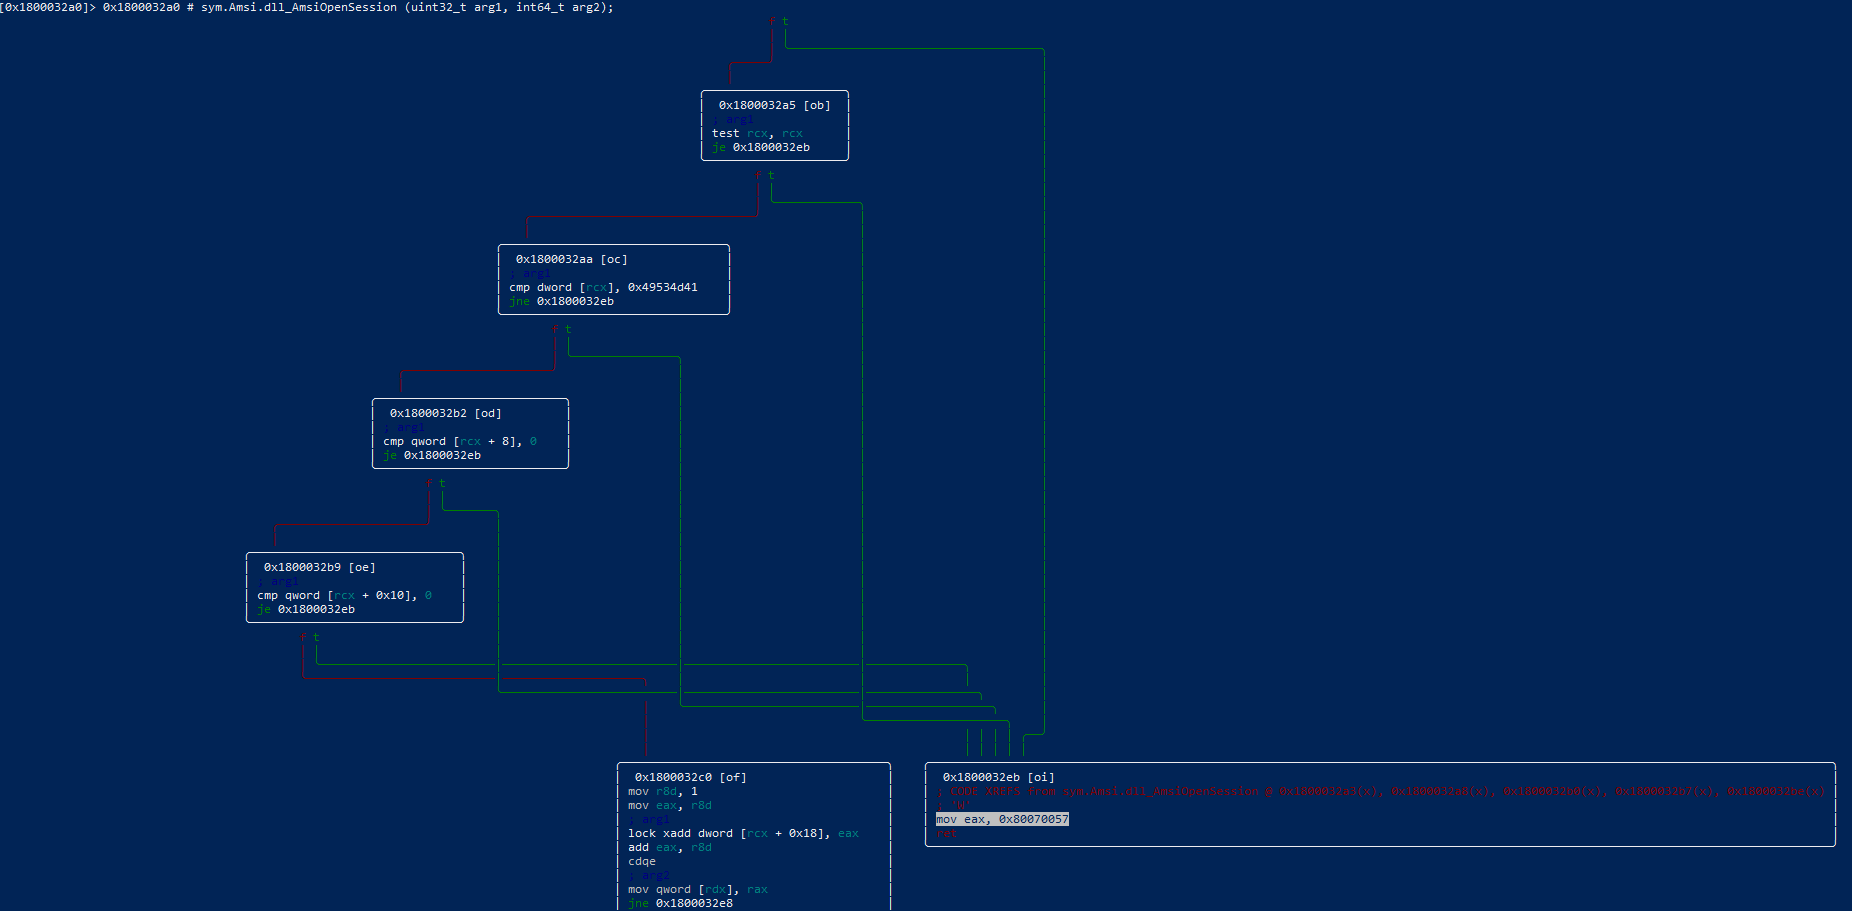 [0x1800032a0]> 0x1800032a0 # sym.Amsi.dll_AmsiOpenSession (uint32_t arg1, int64_t arg2);
f t
0x1800032a5 [ob]
; arg1
test rcx, rcx
je 0x1800032eb
f t
0x1800032aa [oc]
; arg1
cmp dword [rcx], 0x49534d41
jne 0x1800032eb
f t
0x1800032b2 [od]
; arg1
cmp qword [rcx + 8], 0
je 0x1800032eb
f t
0x1800032b9 [oe]
; arg1
cmp qword [rcx + 0x10], 0
je 0x1800032eb
f t
0x1800032c0 [of]
mov r8d, 1
mov eax, r8d
; arg1
lock xadd dword [rcx + 0x18], eax
add eax, r8d
cdqe
; arg2
mov qword [rdx], rax
jne 0x1800032e8
0x1800032eb [oi]
; CODE XREFS from sym.Amsi.dll_AmsiOpenSession @ 0x1800032a3(x), 0x1800032a8(x), 0x1800032b0(x), 0x1800032b7(x), 0x1800032be(x)
; 'W'
mov eax, 0x80070057
ret